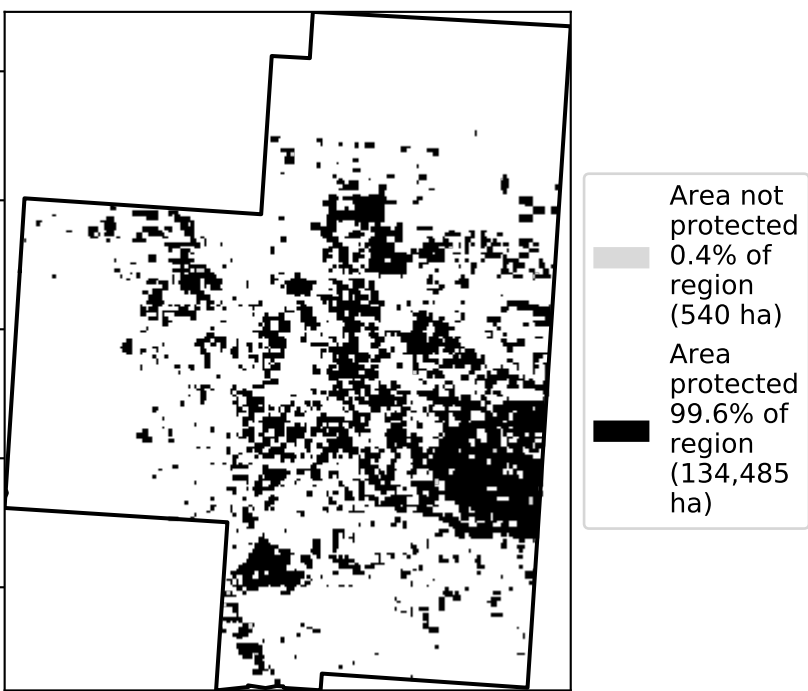 Area not
protected
0.4% of
region
(540 ha)
Area
protected
99.6% of
region
(134,485
ha)